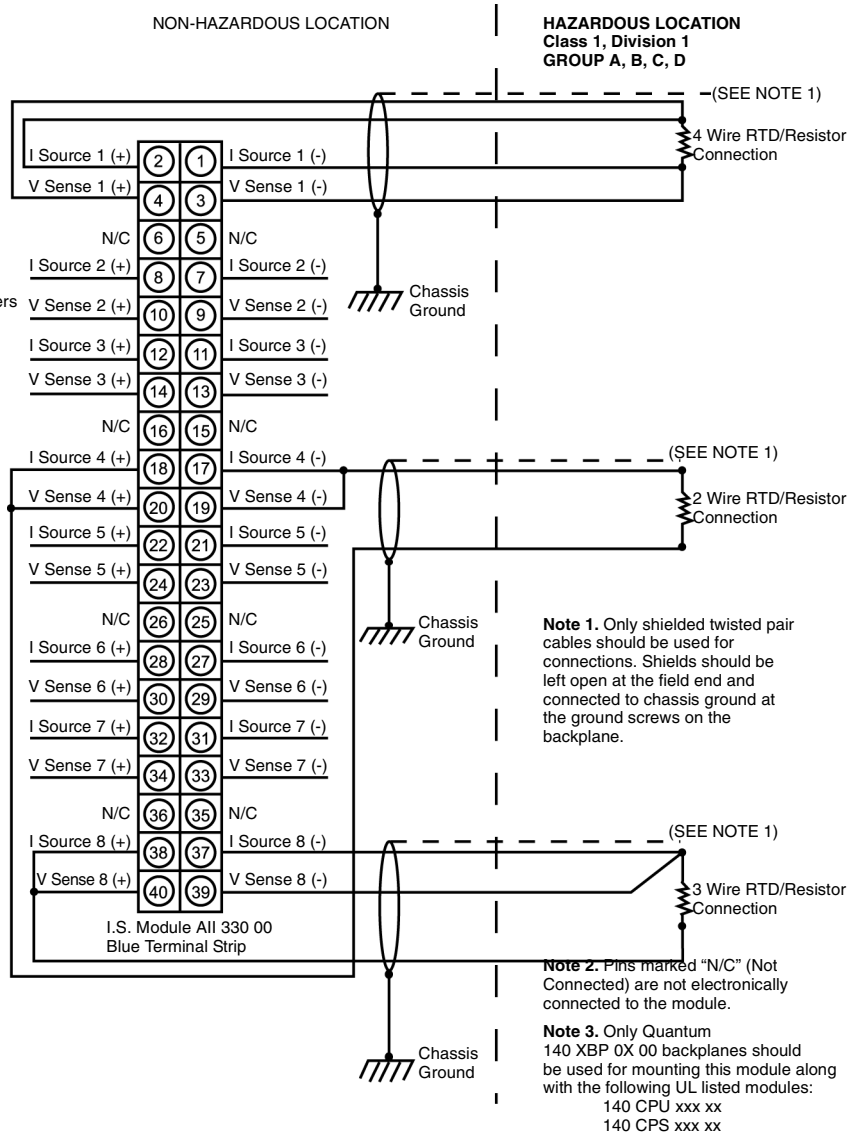 NON-HAZARDOUS LOCATION
HAZARDOUS LOCATION
Class 1, Division 1
GROUP A, B, C, D
(SEE NOTE 1)
4 Wire RTD/Resistor
Connection
I Source 1 (+) 2 1 I Source 1 (-)
V Sense 1 (+) 4 3 V Sense 1 (-)
N/C 6 5 N/C
I Source 2 (+) 8 7 I Source 2 (-)
Chassis
Ground
V Sense 2 (+) 10 9 V Sense 2 (-)
I Source 3 (+) 12 11 I Source 3 (-)
V Sense 3 (+) 14 13 V Sense 3 (-)
N/C 16 15 N/C
I Source 4 (+) 18 17 I Source 4 (-)
(SEE NOTE 1)
V Sense 4 (+) 20 19 V Sense 4 (-)
2 Wire RTD/Resistor
Connection
I Source 5 (+) 22 21 I Source 5 (-)
V Sense 5 (+) 24 23 V Sense 5 (-)
N/C 26 25 N/C
Chassis
Ground
I Source 6 (+) 28 27 I Source 6 (-)
V Sense 6 (+) 30 29 V Sense 6 (-)
I Source 7 (+) 32 31 I Source 7 (-)
V Sense 7 (+) 34 33 V Sense 7 (-)
Note 1. Only shielded twisted pair
cables should be used for
connections. Shields should be
left open at the field end and
connected to chassis ground at
the ground screws on the
backplane.
N/C 36 35 N/C
I Source 8 (+) 38 37 I Source 8 (-)
(SEE NOTE 1)
V Sense 8 (+) 40 39 V Sense 8 (-)
3 Wire RTD/Resistor
Connection
I.S. Module AII 330 00
Blue Terminal Strip
Note 2. Pins marked “N/C” (Not
Connected) are not electronically
connected to the module.
Chassis
Ground
Note 3. Only Quantum
140 XBP 0X 00 backplanes should
be used for mounting this module along
with the following UL listed modules:
140 CPU xxx xx
140 CPS xxx xx